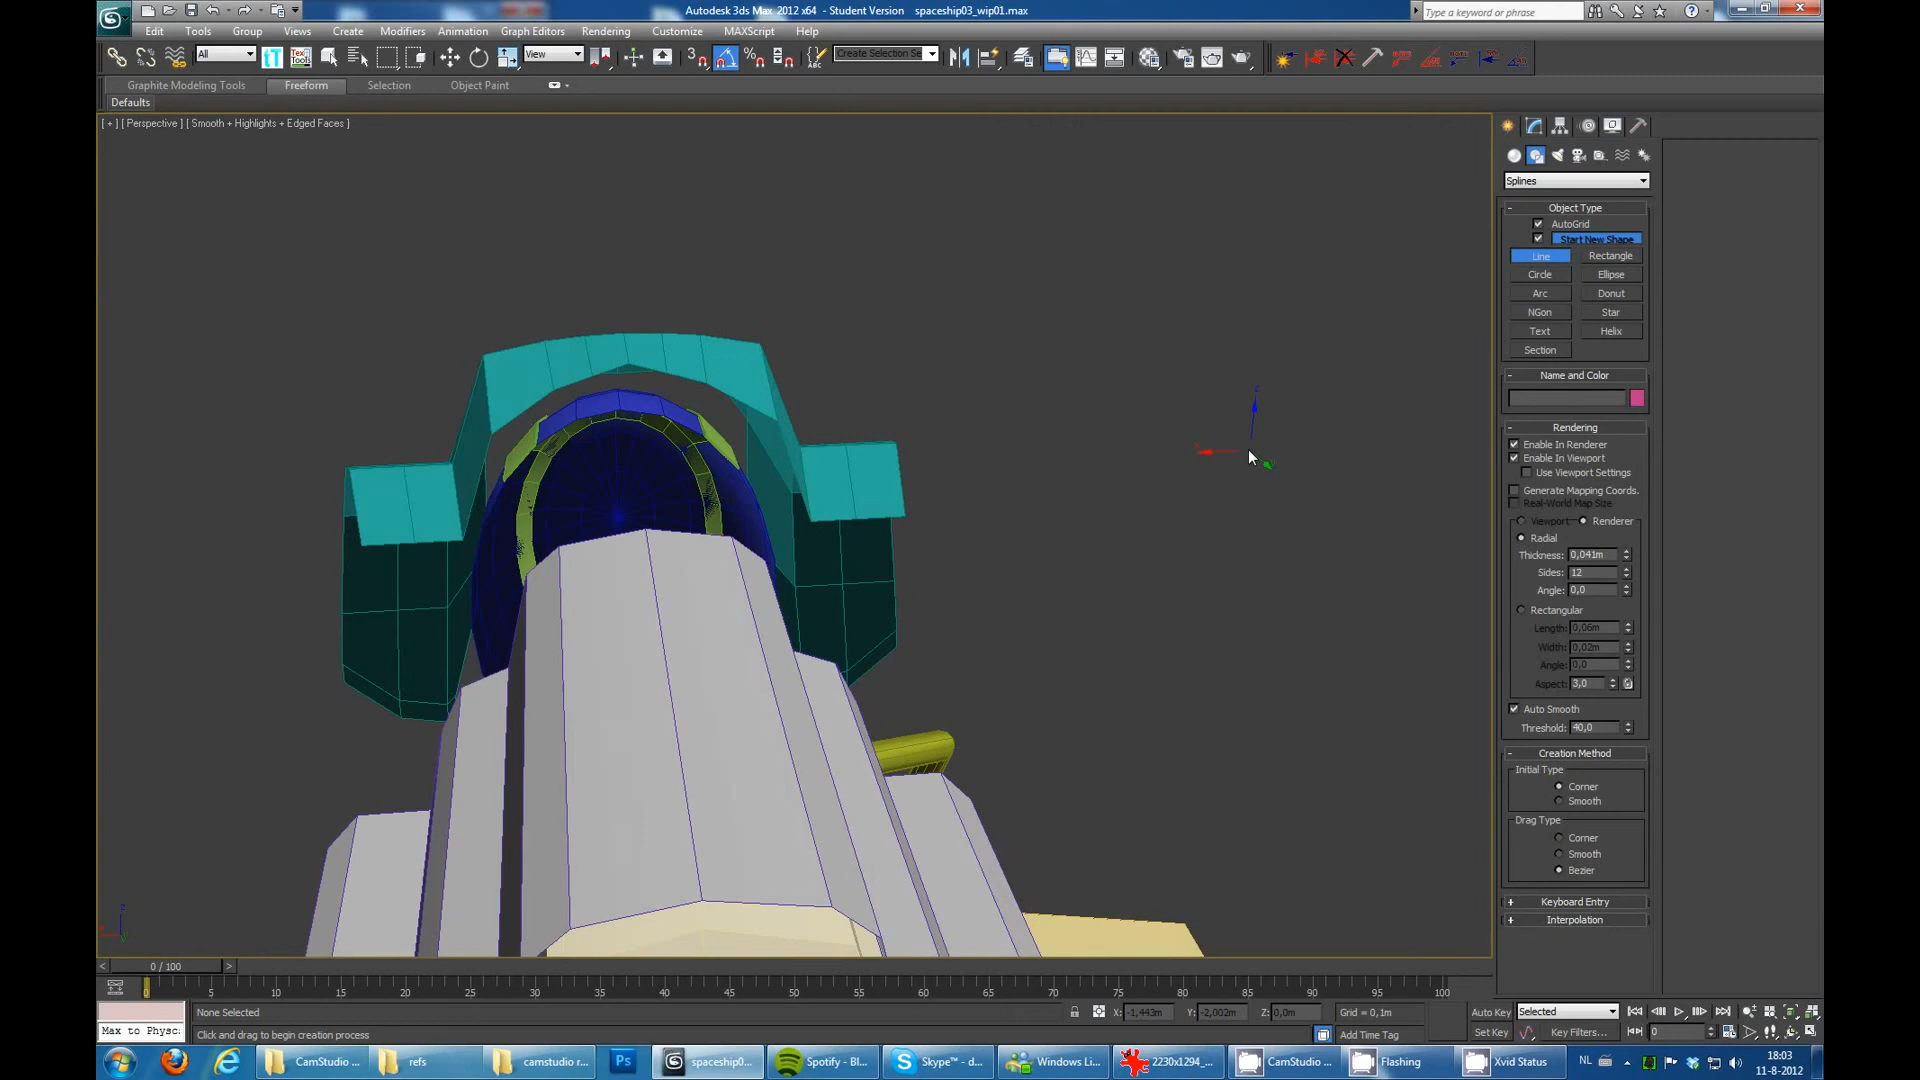 Autodesk 3ds Max 2012 x64 - Student Version spaceship03_wip01.max
Type a keyword or phrase
Edit Tools Group Views Create Modifiers Animation Graph Editors Rendering Customize MAXScript Help
All View Create Selection Se
Graphite Modeling Tools Freeform Selection Object Paint
Defaults
[ + ] [ Perspective ] [ Smooth + Highlights + Edged Faces ]
Splines
- Object Type
AutoGrid
Start New Shape
Line Rectangle
Circle Ellipse
Arc Donut
NGon Star
Text Helix
Section
- Name and Color
- Rendering
Enable In Renderer
Enable In Viewport
Use Viewport Settings
Generate Mapping Coords.
Real-World Map Size
Viewport Renderer
Radial
Thickness: 0,041m
Sides: 12
Angle: 0,0
Rectangular
Length: 0,06m
Width: 0,02m
Angle: 0,0
Aspect: 3,0
Auto Smooth
Threshold: 40,0
- Creation Method
Initial Type
Corner
Smooth
Drag Type
Corner
Smooth
Bezier
+ Keyboard Entry
+ Interpolation
< 0 / 100 >
0 5 10 15 20 25 30 35 40 45 50 55 60 65 70 75 80 85 90 95 100
None Selected X: -1,443m Y: -2,002m Z: 0,0m Grid = 0,1m Auto Key Selected
Max to Physc: Click and drag to begin creation process Add Time Tag Set Key Key Filters... 0
CamStudio ... refs camstudio r... Ps spaceship0... Spotify - Bl... Skype™ - d... Windows Li... 2230x1294_... CamStudio ... Flashing Xvid Status NL 18:03
11-8-2012